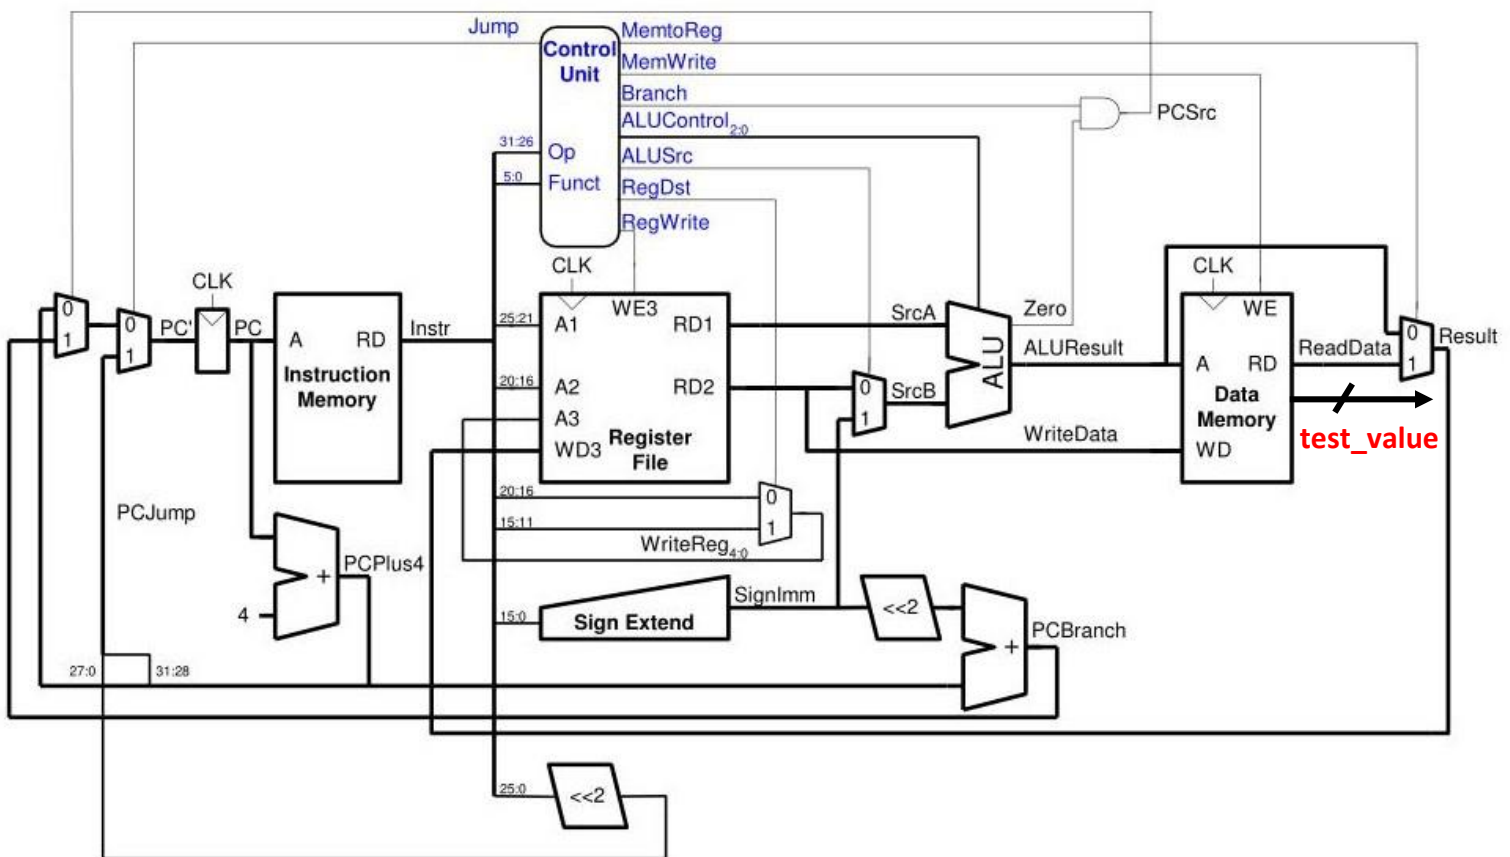 Jump
MemtoReg
Control
Unit
MemWrite
Branch
PCSrc
ALUControl2:0
31:26
Op
ALUSrc
5:0
Funct
RegDst
RegWrite
CLK
CLK
CLK
0
1
0
1
PC'
PC
A
RD
Instruction
Memory
Instr
25:21
A1
WE3
RD1
20:16
A2
RD2
A3
WD3
Register
File
SrcA
0
1
SrcB
ALU
Zero
ALUResult
WriteData
WE
A
RD
Data
Memory
WD
ReadData
0
1
Result
test_value
20:16
0
15:11
1
WriteReg4:0
PCJump
PCPlus4
+
4
SignImm
15:0
Sign Extend
<<2
+
PCBranch
27:0
31:28
25:0
<<2